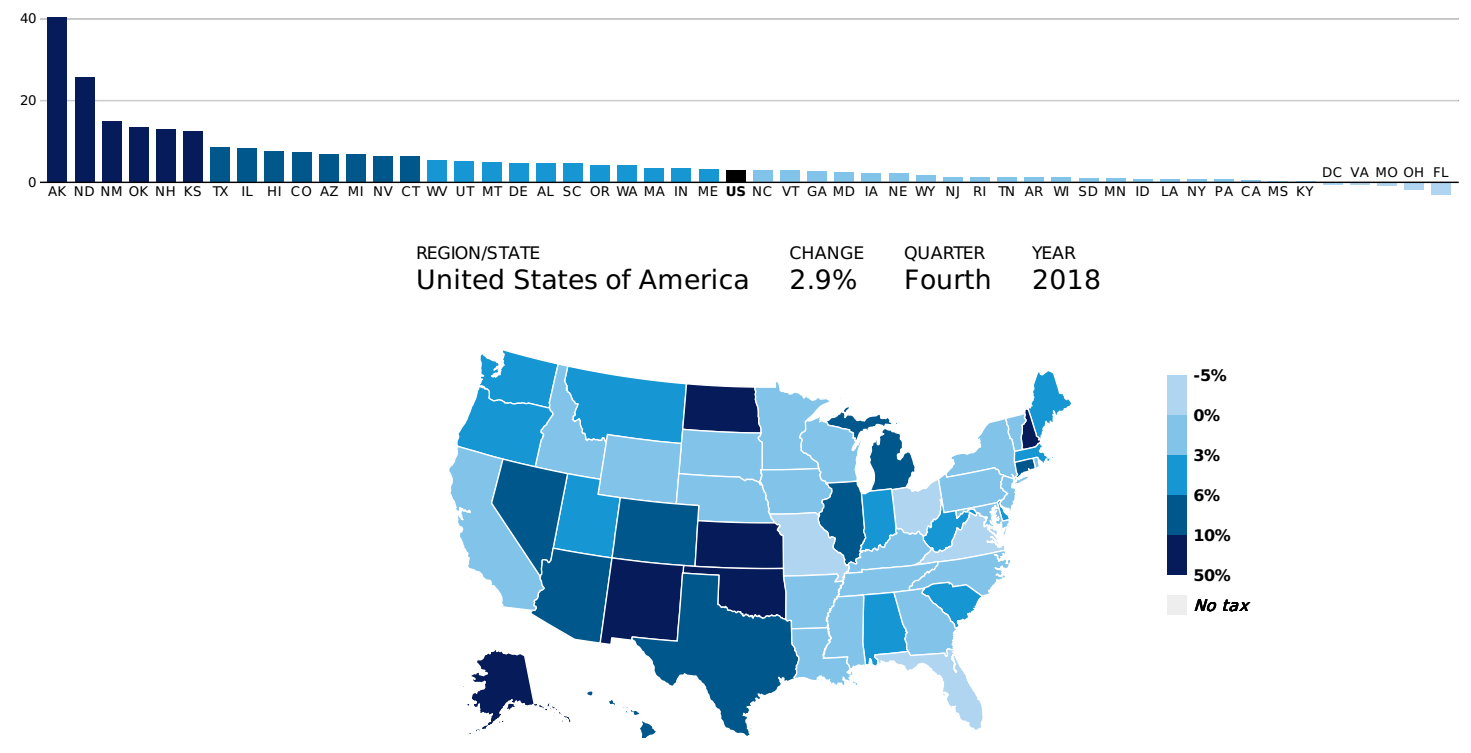 40
20
0
AK ND NM OK NH KS TX IL HI CO AZ MI NV CT WV UT MT DE AL SC OR WA MA IN ME US NC VT GA MD IA NE WY NJ RI TN AR WI SD MN ID LA NY PA CA MS KY DC VA MO OH FL
REGION/STATE CHANGE QUARTER YEAR
United States of America 2.9% Fourth 2018
-5%
0%
3%
6%
10%
50%
No tax